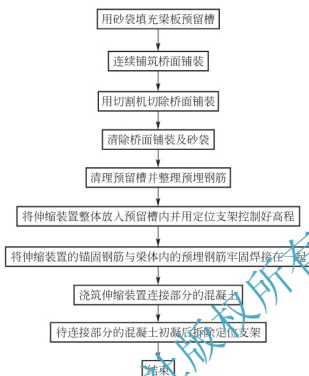 用砂袋填充梁板预留槽
连续铺筑桥面铺装
用切割机切除桥面铺装
清除桥面铺装及砂袋
清理预留槽并整理预埋钢筋
将伸缩装置整体放入预留槽内并用定位支架控制好高程
将伸缩装置的锚固钢筋与梁体内的预埋钢筋牢固焊接在一起
浇筑伸缩装置连接部分的混凝土
待连接部分的混凝土初凝后拆除定位支架
结束
版权所有